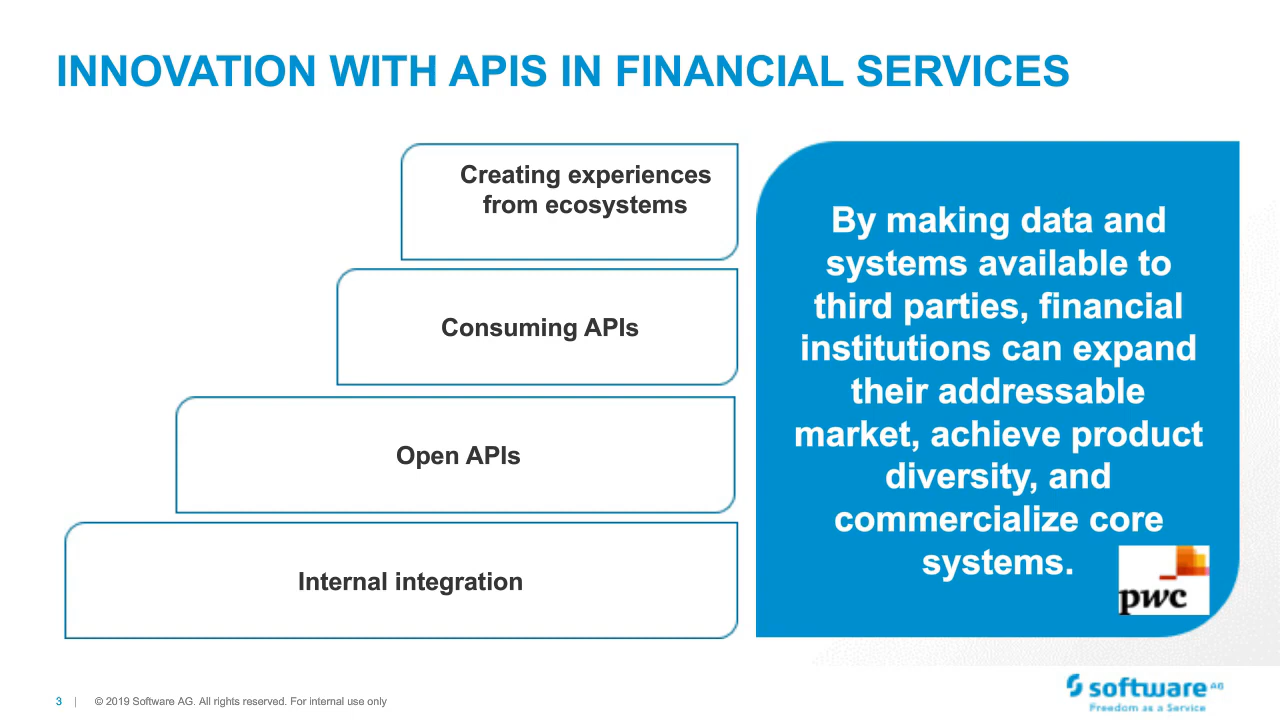 INNOVATION WITH APIS IN FINANCIAL SERVICES
Creating experiences
from ecosystems
Consuming APIs
Open APIs
Internal integration
By making data and
systems available to
third parties, financial
institutions can expand
their addressable
market, achieve product
diversity, and
commercialize core
systems.
pwc
3 | © 2019 Software AG. All rights reserved. For internal use only
software AG
Freedom as a Service